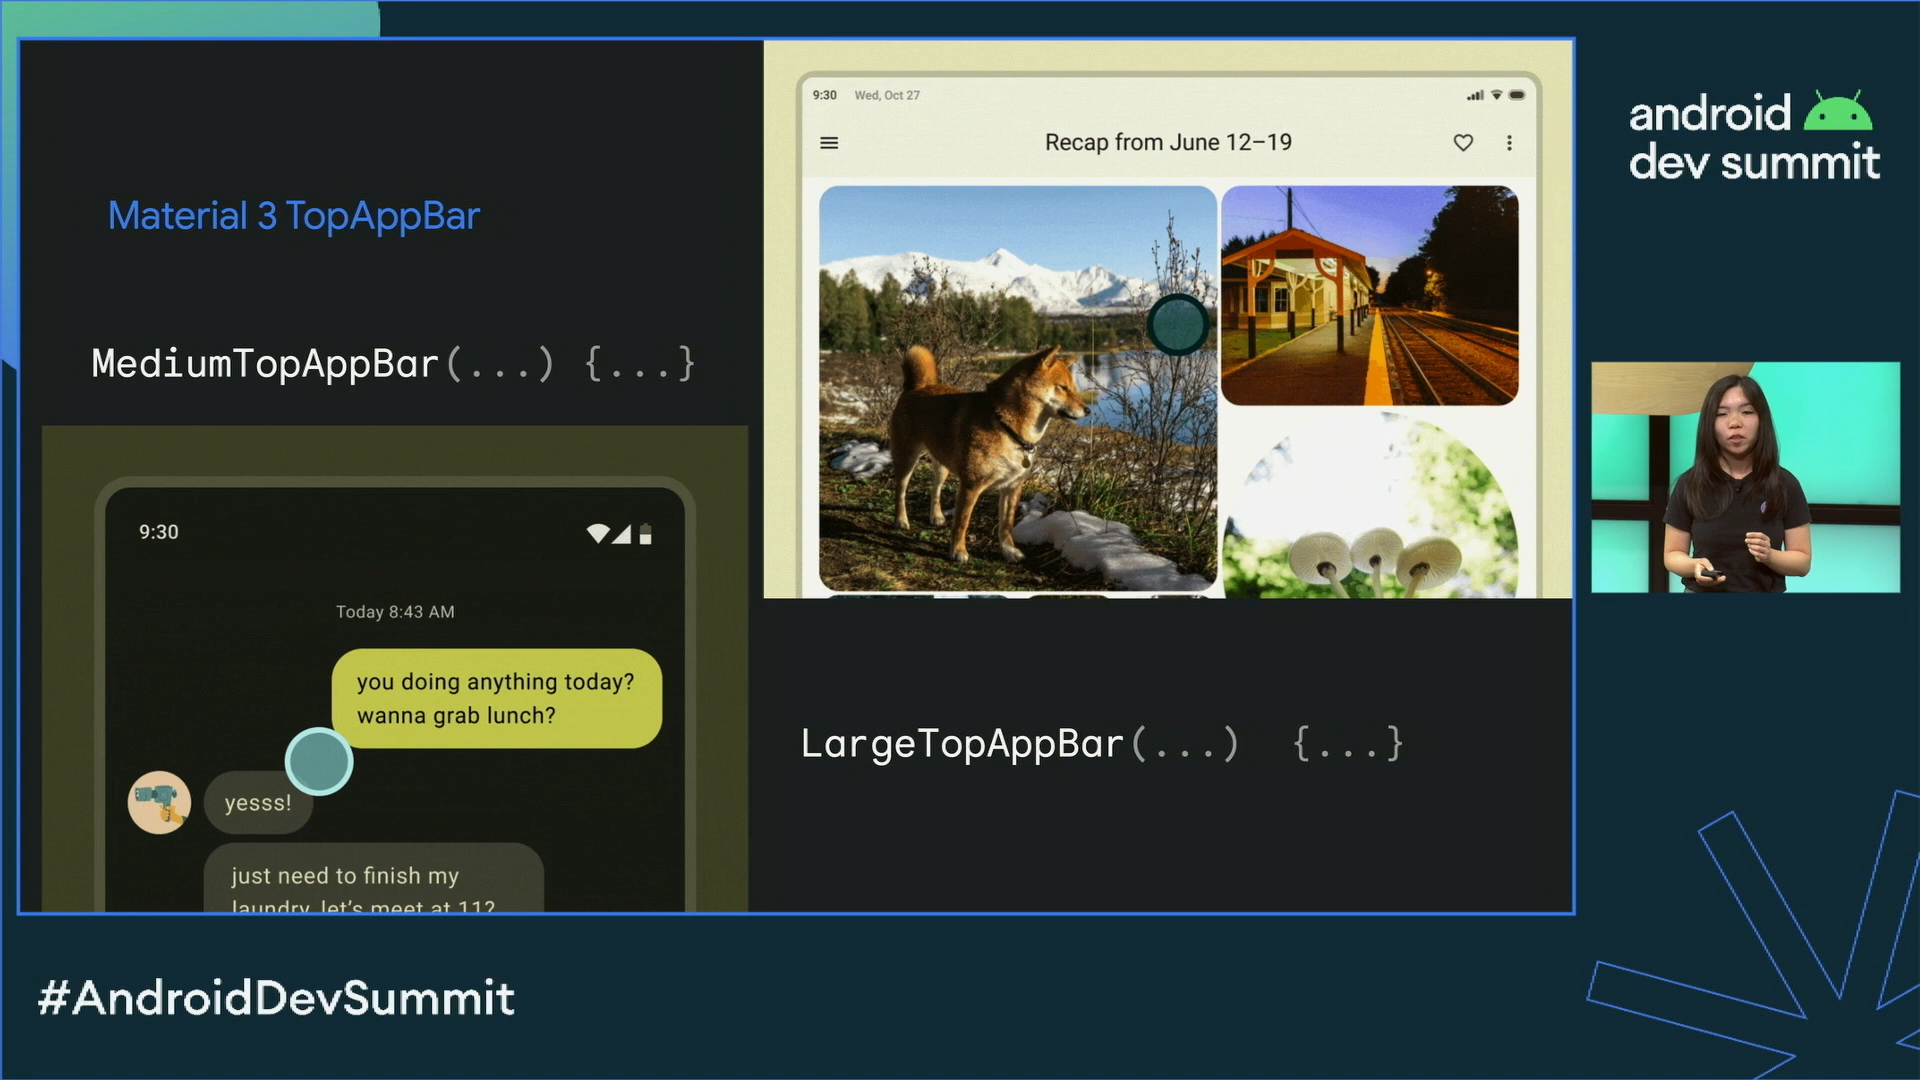 Material 3 TopAppBar
MediumTopAppBar(...) {...}
9:30
Today 8:43 AM
you doing anything today?
wanna grab lunch?
yesss!
just need to finish my
laundry, let's meet at 11?
9:30 Wed, Oct 27
Recap from June 12–19
LargeTopAppBar(...) {...}
android
dev summit
#AndroidDevSummit